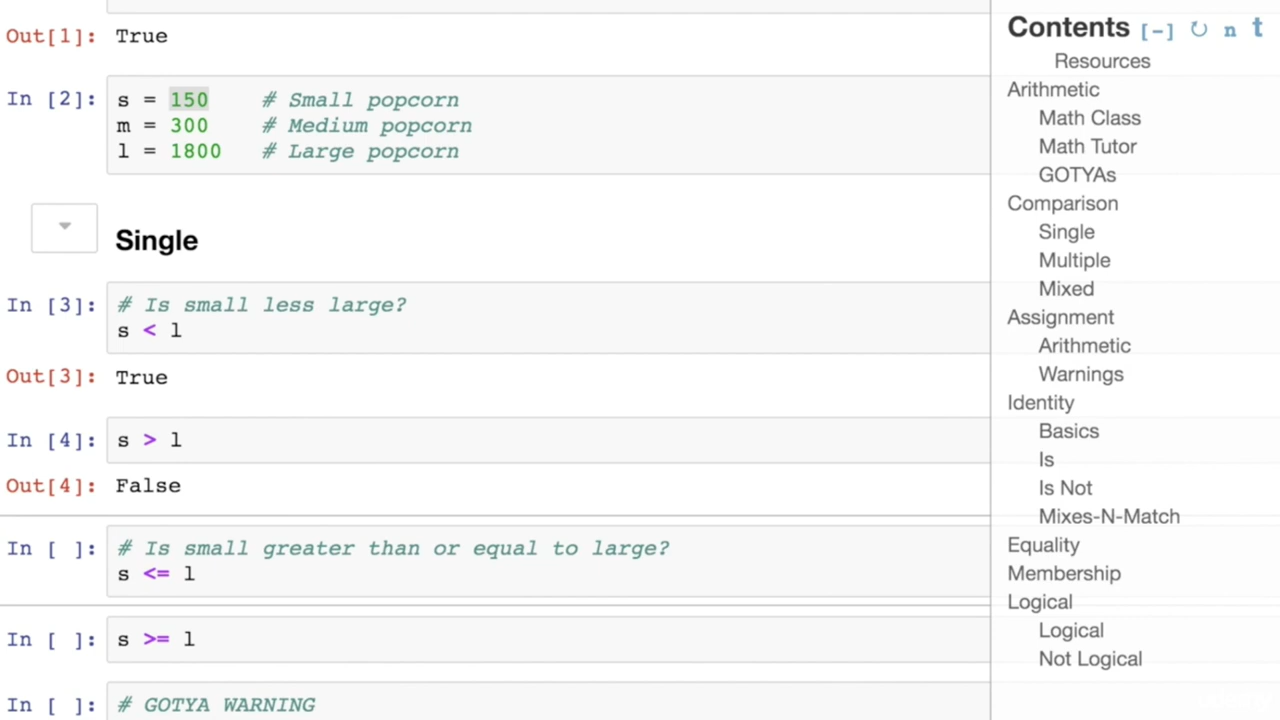 Out[1]: True
In [2]: s = 150 # Small popcorn
m = 300 # Medium popcorn
l = 1800 # Large popcorn
Single
In [3]: # Is small less large?
s < l
Out[3]: True
In [4]: s > l
Out[4]: False
In [ ]: # Is small greater than or equal to large?
s <= l
In [ ]: s >= l
In [ ]: # GOTYA WARNING
Contents [-] n t
Resources
Arithmetic
Math Class
Math Tutor
GOTYAs
Comparison
Single
Multiple
Mixed
Assignment
Arithmetic
Warnings
Identity
Basics
Is
Is Not
Mixes-N-Match
Equality
Membership
Logical
Logical
Not Logical